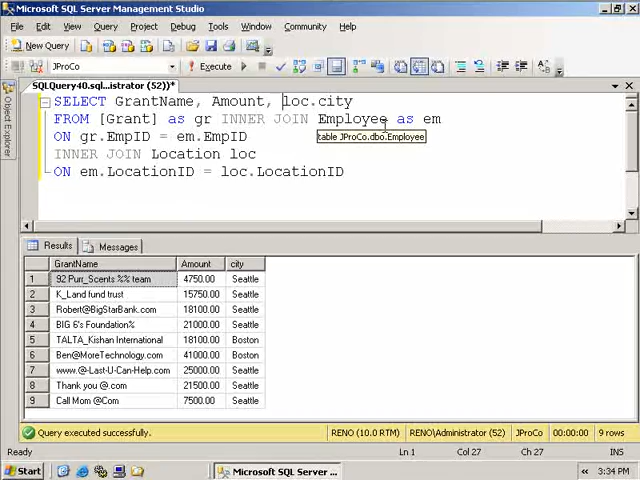 Microsoft SQL Server Management Studio
File Edit View Query Project Debug Tools Window Community Help
New Query
JProCo Execute
SQLQuery40.sql...istrator (52))*
Object Explorer
SELECT GrantName, Amount, loc.city
FROM [Grant] as gr INNER JOIN Employee as em
table JProCo.dbo.Employee
ON gr.EmpID = em.EmpID
INNER JOIN Location loc
ON em.LocationID = loc.LocationID
Results Messages
GrantName Amount city
1 92 Purr_Scents %% team 4750.00 Seattle
2 K_Land fund trust 15750.00 Seattle
3 Robert@BigStarBank.com 18100.00 Seattle
4 BIG 6's Foundation% 21000.00 Seattle
5 TALTA_Kishan International 18100.00 Boston
6 Ben@MoreTechnology.com 41000.00 Boston
7 www.@-Last-U-Can-Help.com 25000.00 Seattle
8 Thank you @.com 21500.00 Seattle
9 Call Mom @Com 7500.00 Seattle
Query executed successfully. RENO (10.0 RTM) RENO\Administrator (52) JProCo 00:00:00 9 rows
Ready Ln 1 Col 27 Ch 27 INS
Start Microsoft SQL Server ... 3:34 PM